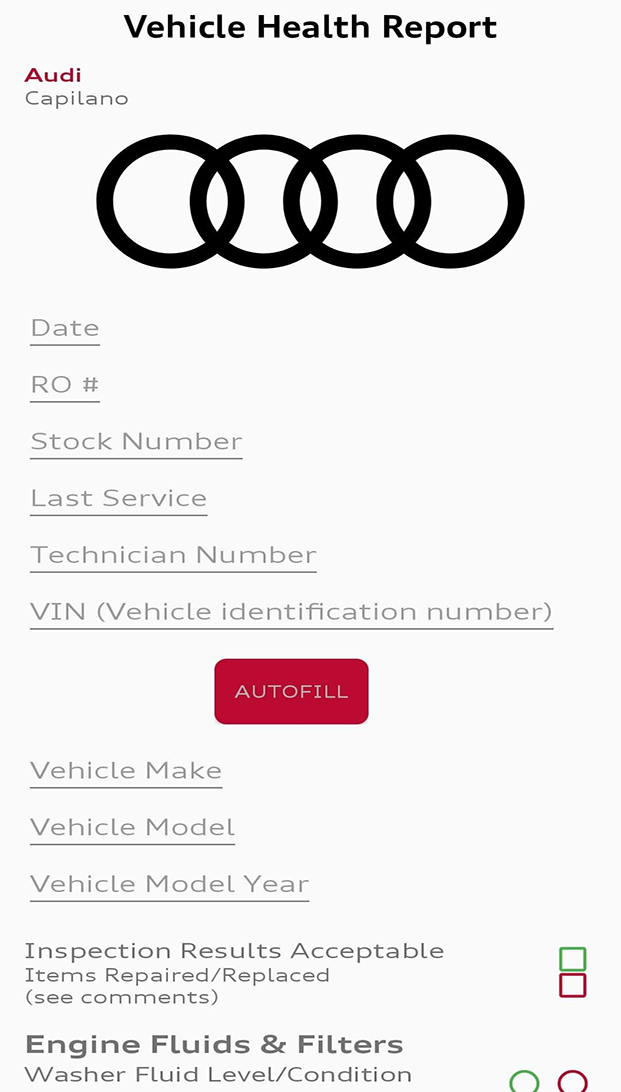 Vehicle Health Report
Audi
Capilano
Date
RO #
Stock Number
Last Service
Technician Number
VIN (Vehicle identification number)
AUTOFILL
Vehicle Make
Vehicle Model
Vehicle Model Year
Inspection Results Acceptable
Items Repaired/Replaced
(see comments)
Engine Fluids & Filters
Washer Fluid Level/Condition